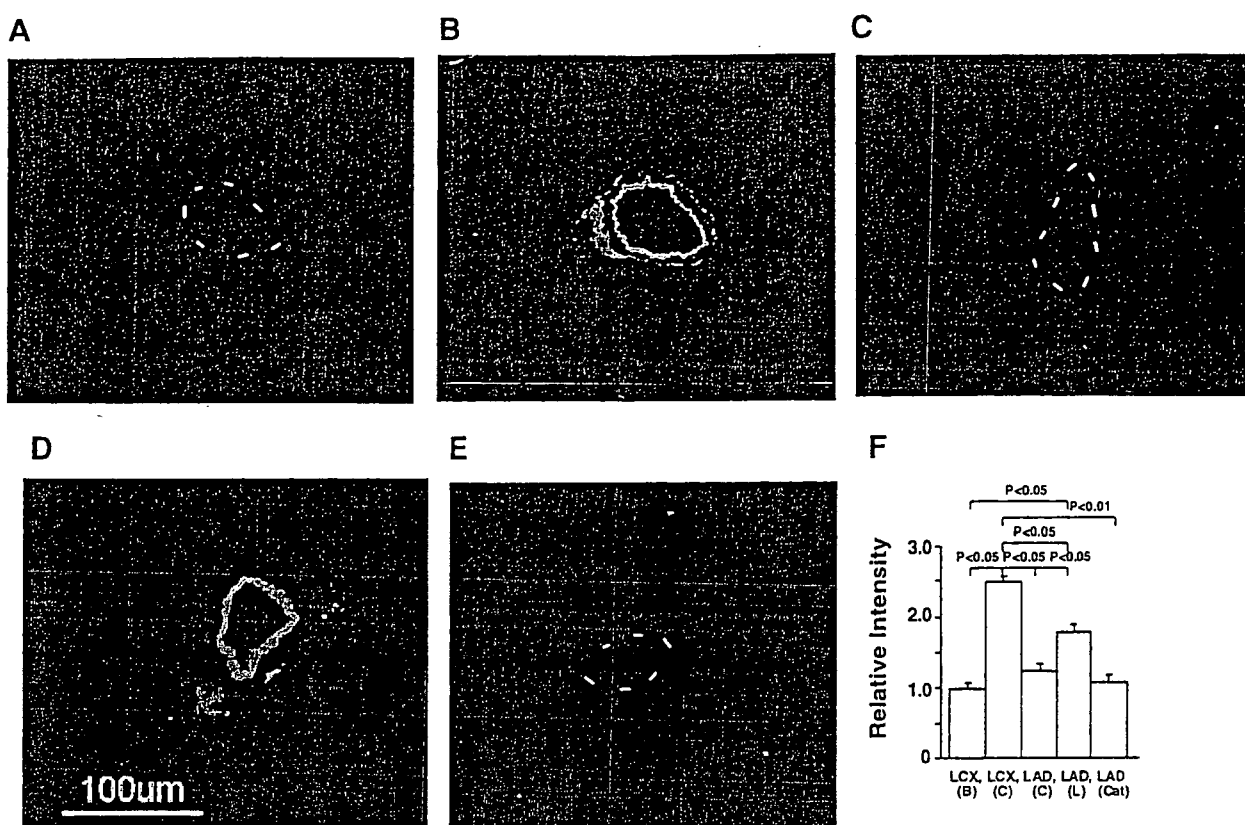 A
B
C
D
100um
E
F
P<0.05
P<0.01
P<0.05
P<0.05 P<0.05 P<0.05
Relative Intensity
3.0
2.0
1.0
0
LCX, LCX, LAD, LAD, LAD
(B) (C) (C) (L) (Cat)